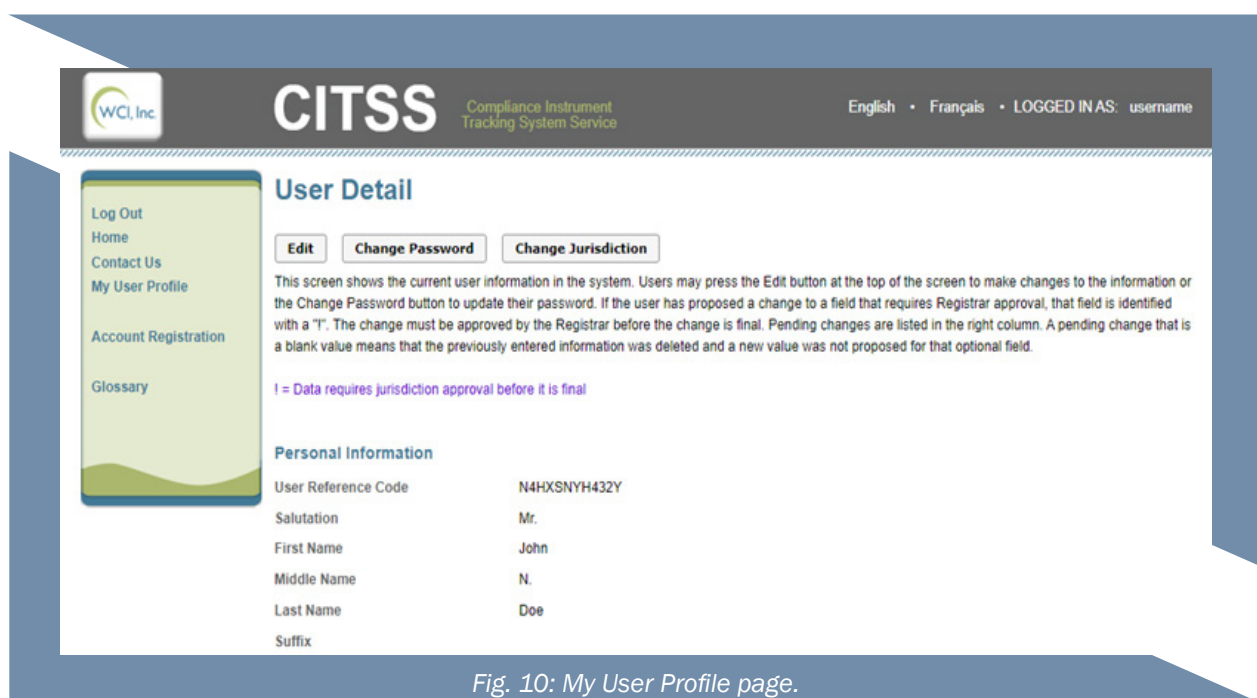 WCI, Inc.
CITSS
Compliance Instrument
Tracking System Service
English • Français • LOGGED IN AS: username
Log Out
Home
Contact Us
My User Profile
Account Registration
Glossary
User Detail
Edit Change Password Change Jurisdiction
This screen shows the current user information in the system. Users may press the Edit button at the top of the screen to make changes to the information or
the Change Password button to update their password. If the user has proposed a change to a field that requires Registrar approval, that field is identified
with a "!". The change must be approved by the Registrar before the change is final. Pending changes are listed in the right column. A pending change that is
a blank value means that the previously entered information was deleted and a new value was not proposed for that optional field.
! = Data requires jurisdiction approval before it is final
Personal Information
User Reference Code N4HXSNYH432Y
Salutation Mr.
First Name John
Middle Name N.
Last Name Doe
Suffix
Fig. 10: My User Profile page.